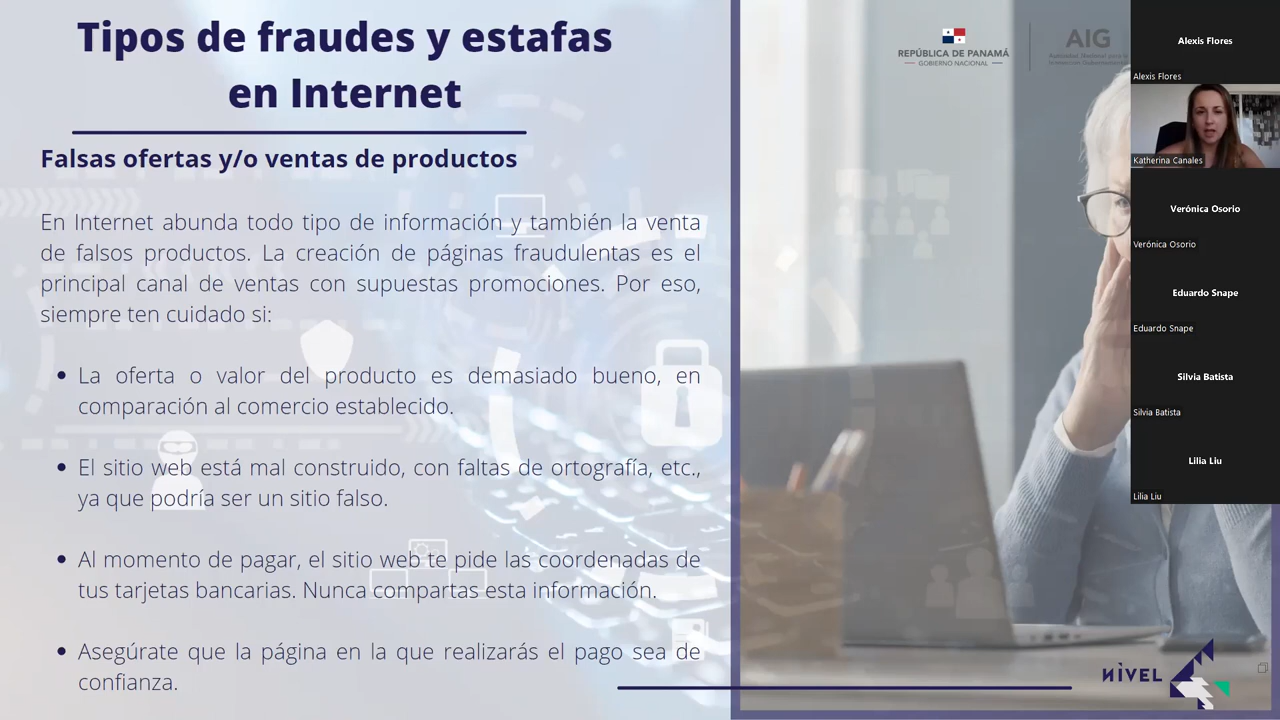 Tipos de fraudes y estafas
en Internet
Falsas ofertas y/o ventas de productos
En Internet abunda todo tipo de información y también la venta
de falsos productos. La creación de páginas fraudulentas es el
principal canal de ventas con supuestas promociones. Por eso,
siempre ten cuidado si:
La oferta o valor del producto es demasiado bueno, en
comparación al comercio establecido.
El sitio web está mal construido, con faltas de ortografía, etc.,
ya que podría ser un sitio falso.
Al momento de pagar, el sitio web te pide las coordenadas de
tus tarjetas bancarias. Nunca compartas esta información.
Asegúrate que la página en la que realizarás el pago sea de
confianza.
REPÚBLICA DE PANAMÁ
GOBIERNO NACIONAL
AIG
Alexis Flores
Alexis Flores
Katherina Canales
Verónica Osorio
Verónica Osorio
Eduardo Snape
Eduardo Snape
Silvia Batista
Silvia Batista
Lilia Liu
Lilia Liu
NIVEL 4